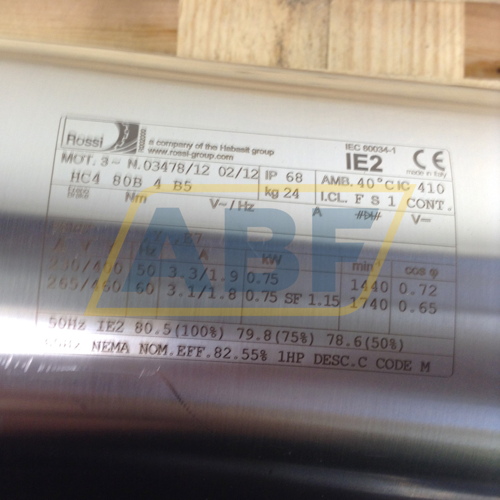 Rossi
a company of the Habasit group
www.rossi-group.com
IEC 60034-1
IE2 CE
made in Italy
MOT. 3~ N.03478/12 02/12 IP 68 AMB. 40°C IC 410
HC4 80B 4 B5 kg 24 I.CL. F S 1 CONT.
Nm V~/Hz A V=
A kW min cos φ
230/400 50 3.3/1.9 0.75 1440 0.72
265/460 60 3.1/1.8 0.75 SF 1.15 1740 0.65
50Hz IE2 80.5(100%) 79.8(75%) 78.6(50%)
NEMA NOM.EFF.82.55% 1HP DESC.C CODE M
ABF